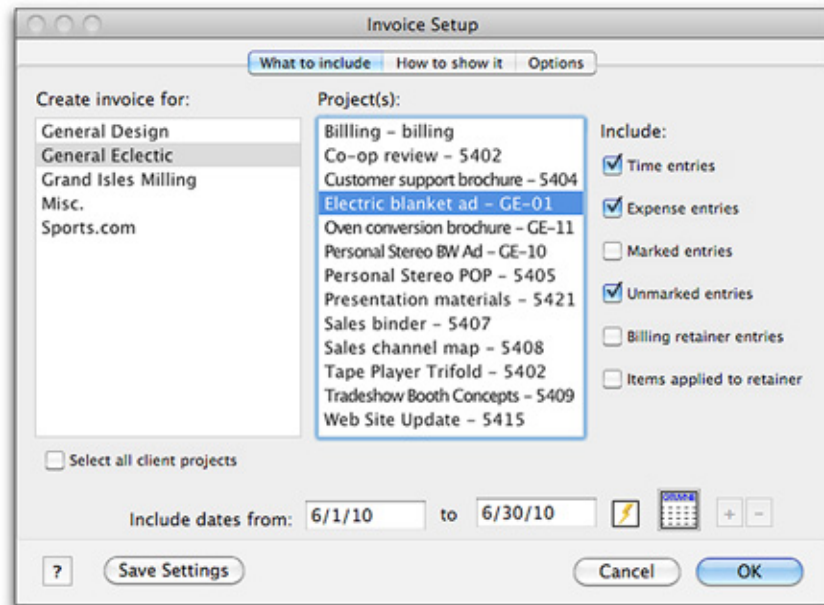 Invoice Setup
What to include How to show it Options
Create invoice for:
General Design
General Eclectic
Grand Isles Milling
Misc.
Sports.com
Project(s):
Billling – billing
Co-op review – 5402
Customer support brochure – 5404
Electric blanket ad – GE-01
Oven conversion brochure – GE-11
Personal Stereo BW Ad – GE-10
Personal Stereo POP – 5405
Presentation materials – 5421
Sales binder – 5407
Sales channel map – 5408
Tape Player Trifold – 5402
Tradeshow Booth Concepts – 5409
Web Site Update – 5415
Include:
Time entries
Expense entries
Marked entries
Unmarked entries
Billing retainer entries
Items applied to retainer
Select all client projects
Include dates from: 6/1/10 to 6/30/10
? Save Settings Cancel OK